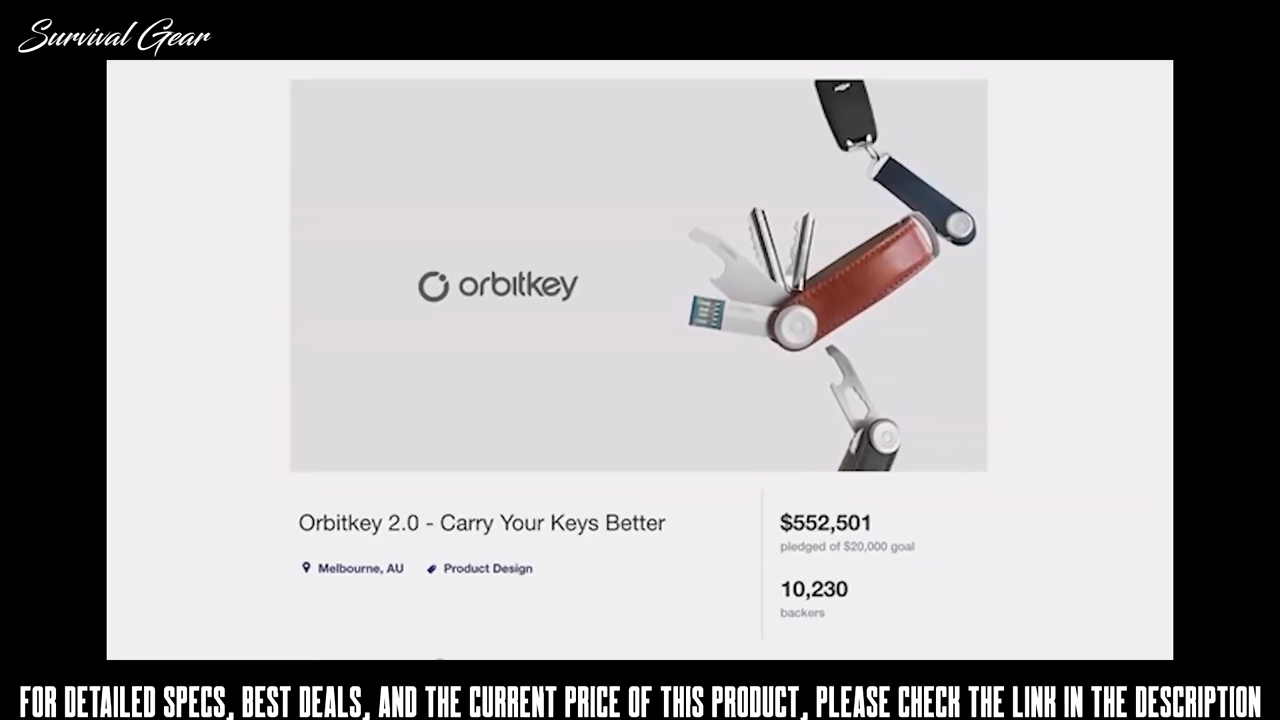 Survival Gear
orbitkey
Orbitkey 2.0 - Carry Your Keys Better
Melbourne, AU
Product Design
$552,501
pledged of $20,000 goal
10,230
backers
FOR DETAILED SPECS, BEST DEALS, AND THE CURRENT PRICE OF THIS PRODUCT, PLEASE CHECK THE LINK IN THE DESCRIPTION